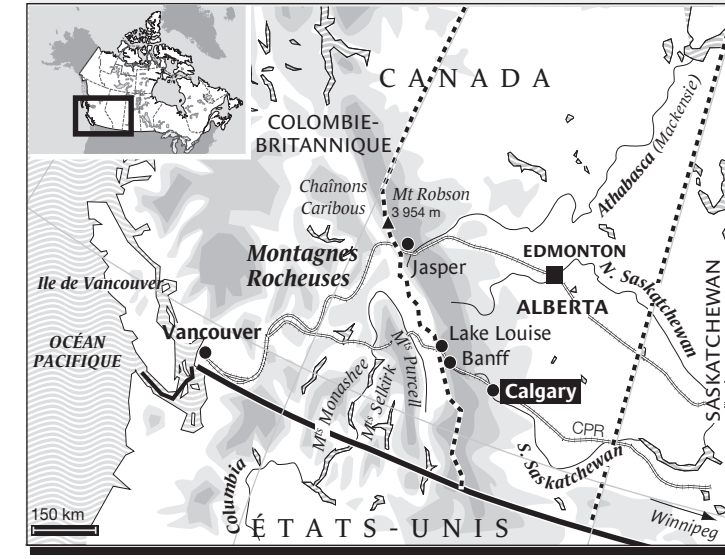 CANADA
COLOMBIE-
BRITANNIQUE
Athabasca (Mackensie)
Chaînons
Caribous
Mt Robson
3 954 m
Montagnes
Rocheuses
Jasper
EDMONTON
N. Saskatchewan
ALBERTA
SASKATCHEWAN
Ile de Vancouver
OCÉAN
PACIFIQUE
Vancouver
Lake Louise
Banff
Mts Purcell
Mts Selkirk
Mts Monashee
Calgary
CPR
S. Saskatchewan
Columbia
150 km
ÉTATS-UNIS
Winnipeg